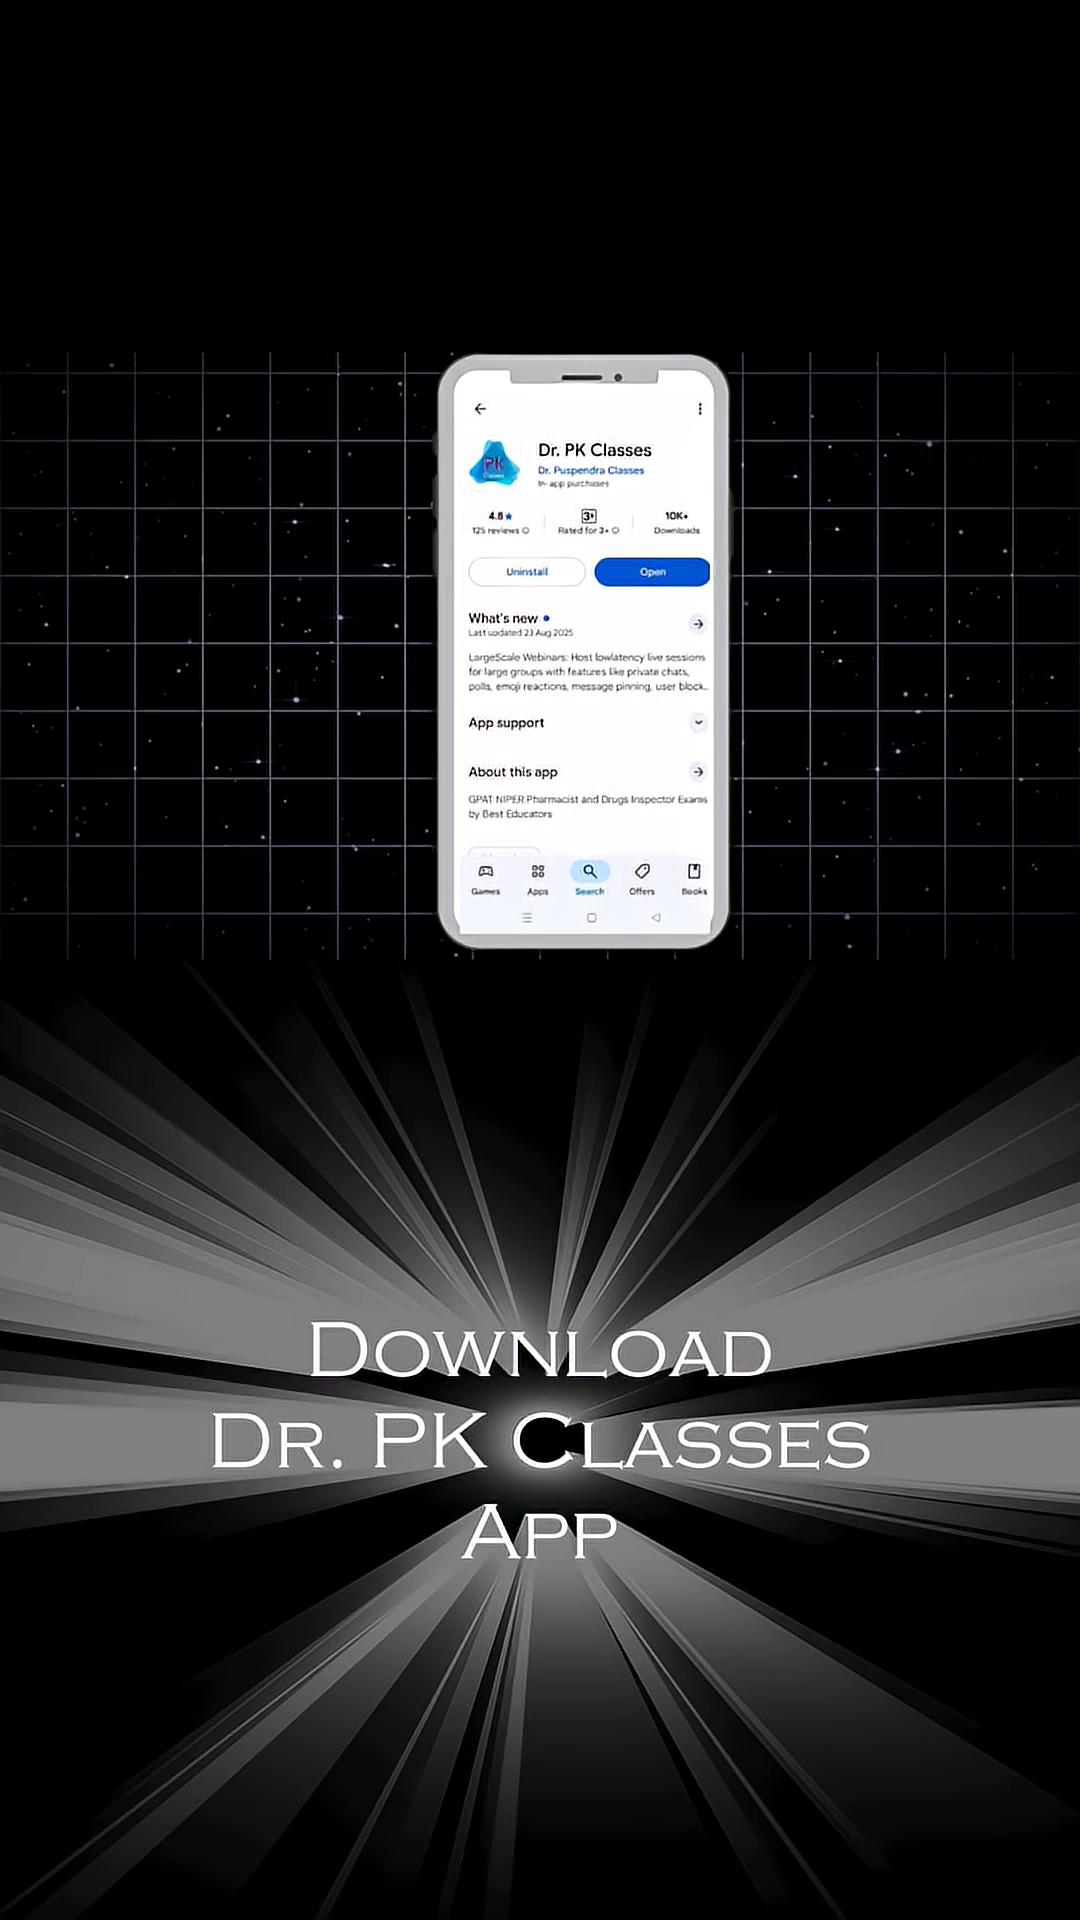 Dr. PK Classes
Dr. Puspendra Classes
In-app purchases
PK
Classes
4.8★
125 reviews
3+
Rated for 3+
10K+
Downloads
Uninstall
Open
What's new
Last updated 23 Aug 2025
LargeScale Webinars: Host lowlatency live sessions
for large groups with features like private chats,
polls, emoji reactions, message pinning, user block..
App support
About this app
GPAT NIPER Pharmacist and Drugs Inspector Exams
by Best Educators
Games
Apps
Search
Offers
Books
DOWNLOAD
DR. PK CLASSES
APP